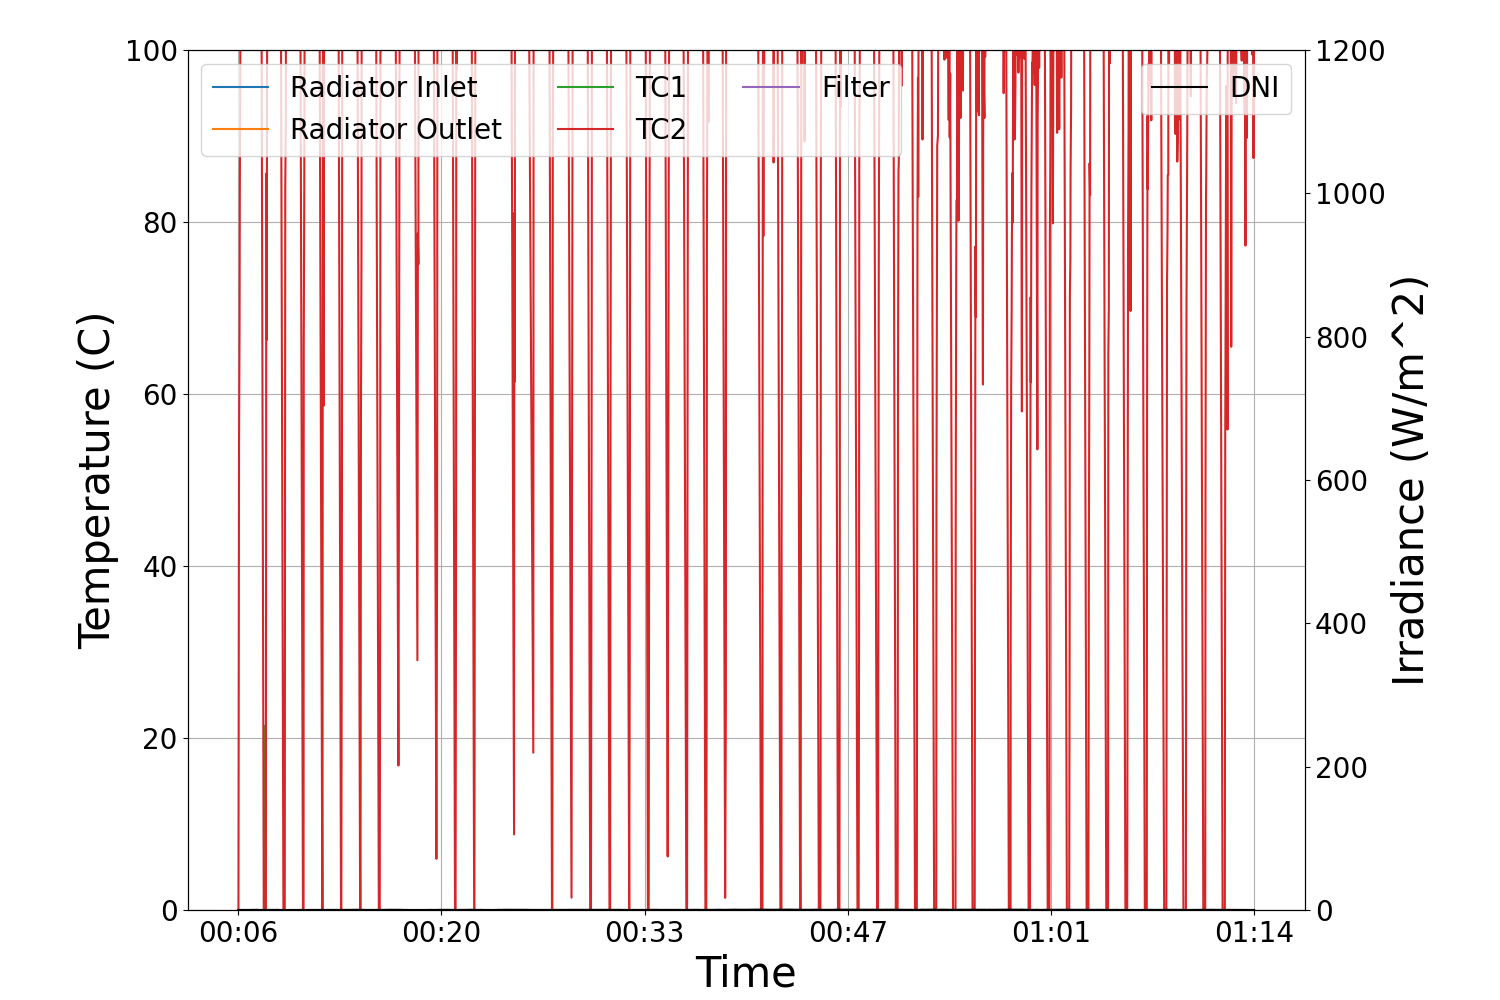 100
80
60
40
20
0
Temperature (C)
Radiator Inlet
Radiator Outlet
TC1
TC2
Filter
DNI
1200
1000
800
600
400
200
0
Irradiance (W/m^2)
00:06 00:20 00:33 00:47 01:01 01:14
Time